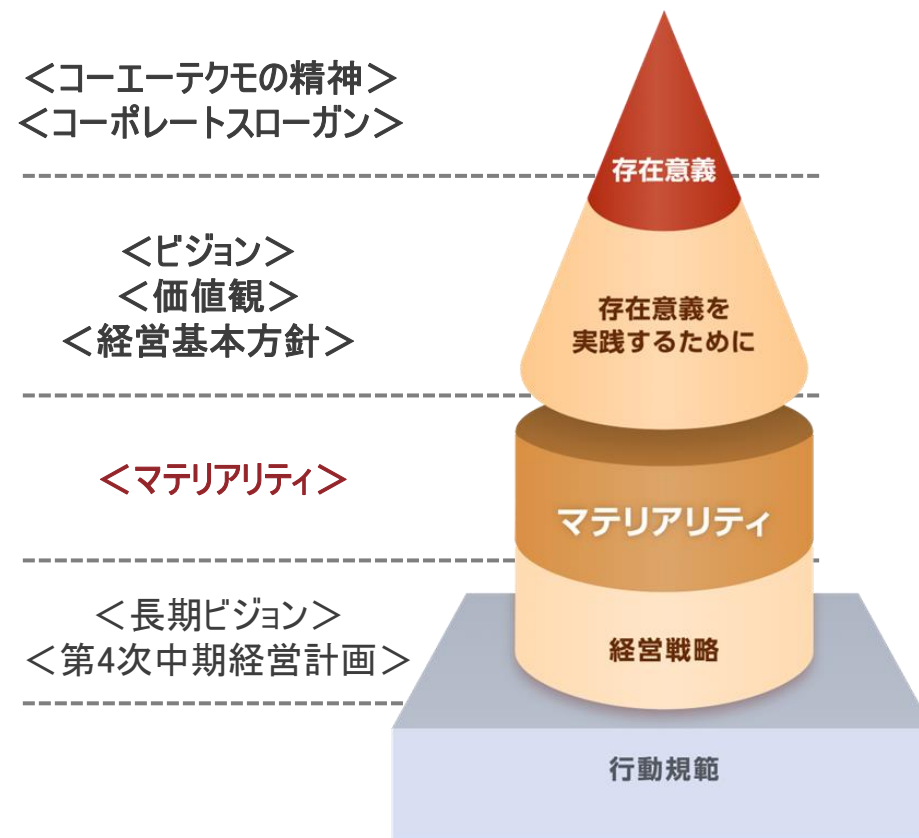 ＜コーエーテクモの精神＞
＜コーポレートスローガン＞
存在意義
＜ビジョン＞
＜価値観＞
＜経営基本方針＞
存在意義を
実践するために
＜マテリアリティ＞
マテリアリティ
＜長期ビジョン＞
＜第4次中期経営計画＞
経営戦略
行動規範